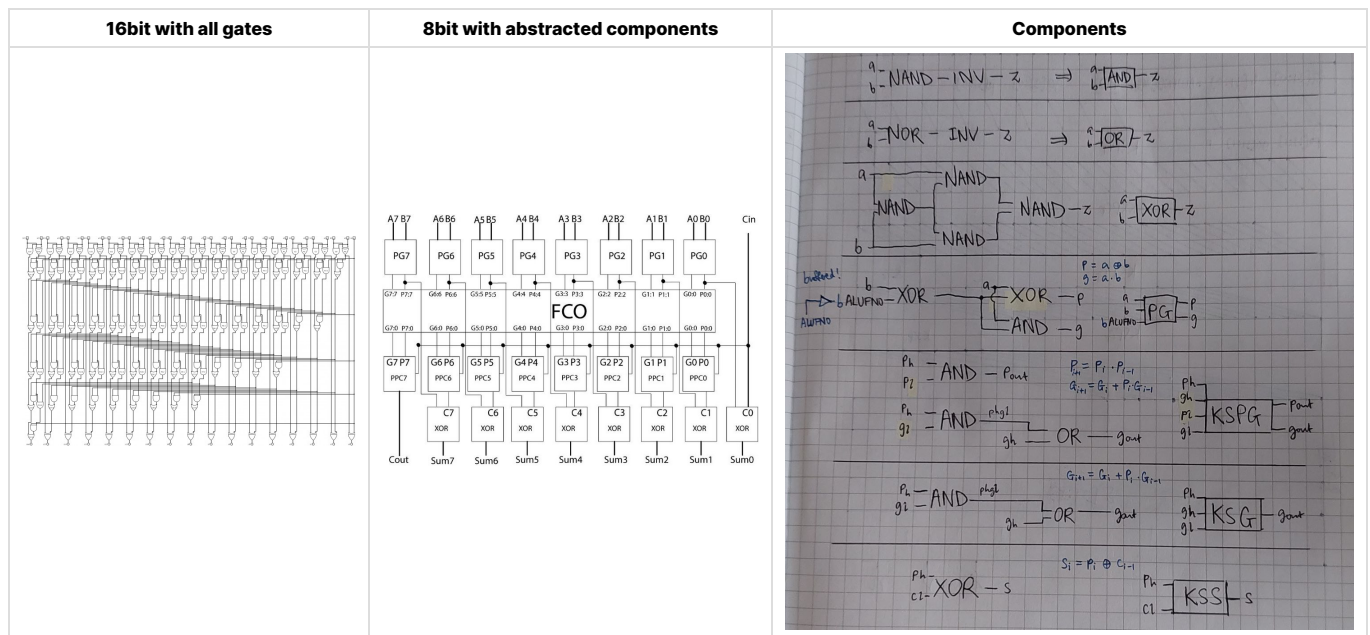 16bit with all gates
8bit with abstracted components
Components
A7 B7 A6 B6 A5 B5 A4 B4 A3 B3 A2 B2 A1 B1 A0 B0 Cin
PG7 PG6 PG5 PG4 PG3 PG2 PG1 PG0
G7:7 P7:7 G6:6 P6:6 G5:5 P5:5 G4:4 P4:4 G3:3 P3:3 G2:2 P2:2 G1:1 P1:1 G0:0 P0:0
FCO
G7:0 P7:0 G6:0 P6:0 G5:0 P5:0 G4:0 P4:0 G3:0 P3:0 G2:0 P2:0 G1:0 P1:0 G0:0 P0:0
G7 P7 G6 P6 G5 P5 G4 P4 G3 P3 G2 P2 G1 P1 G0 P0
PPC7 PPC6 PPC5 PPC4 PPC3 PPC2 PPC1 PPC0
C7 C6 C5 C4 C3 C2 C1 C0
XOR XOR XOR XOR XOR XOR XOR XOR
Cout Sum7 Sum6 Sum5 Sum4 Sum3 Sum2 Sum1 Sum0
a b NAND - INV - z ⇒ a b AND z
a b NOR - INV - z ⇒ a b OR z
a NAND
NAND NAND - z a b XOR z
b NAND
P = a ⊕ b
g = a · b
buffered!
b XOR a XOR - p
ALUFN0 bALUFN0 AND - g a b bALUFN0 PG p g
Ph Pl AND - Pout Pi+1 = Pi · Pi-1
Gi+1 = Gi + Pi·Gi-1
Ph gl AND phgl gh OR gout Ph gh pl gl KSPG Pout gout
Gi+1 = Gi + Pi·Gi-1
Ph gl AND phgl gh OR gout Ph gh gl KSG gout
Si = Pi ⊕ Ci-1
Ph cl XOR - s Ph cl KSS s